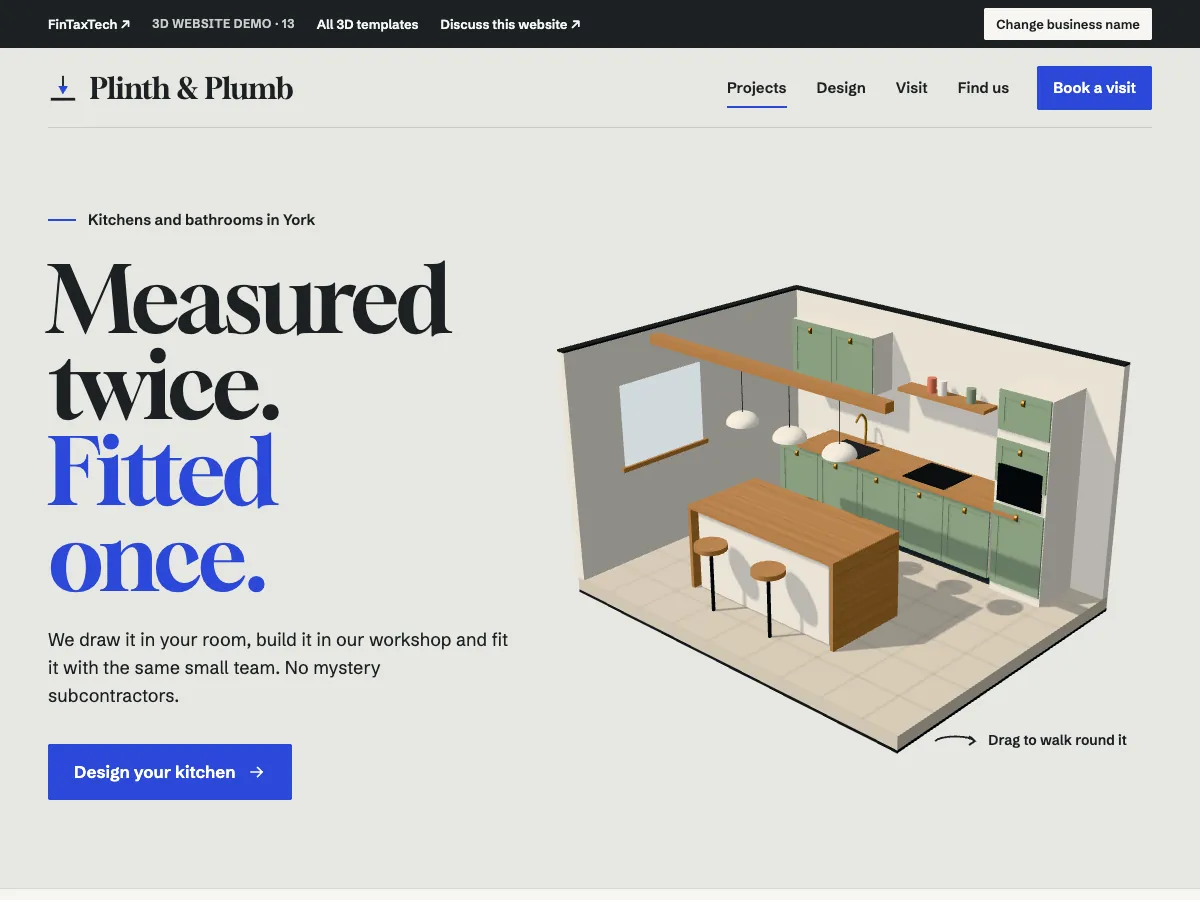 FinTaxTech ↗
3D WEBSITE DEMO · 13
All 3D templates
Discuss this website ↗
Change business name
Plinth & Plumb
Projects
Design
Visit
Find us
Book a visit
Kitchens and bathrooms in York
Measured
twice.
Fitted
once.
We draw it in your room, build it in our workshop and fit
it with the same small team. No mystery
subcontractors.
Design your kitchen →
Drag to walk round it